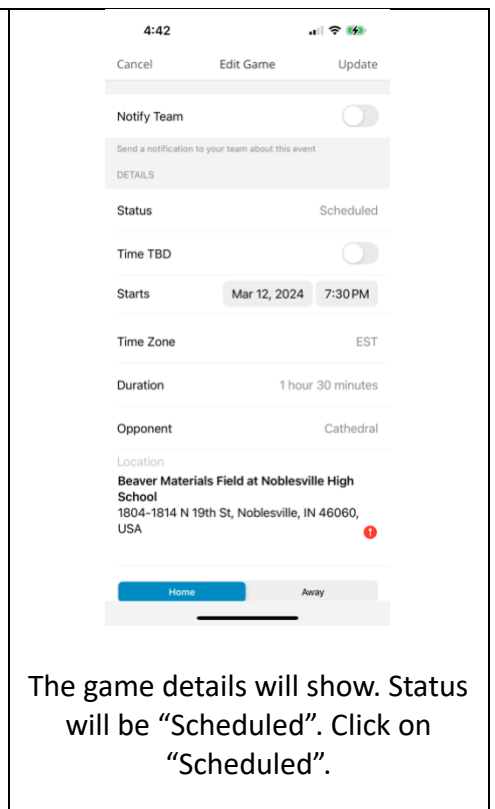 4:42
Cancel Edit Game Update
Notify Team
Send a notification to your team about this event
DETAILS
Status Scheduled
Time TBD
Starts Mar 12, 2024 7:30 PM
Time Zone EST
Duration 1 hour 30 minutes
Opponent Cathedral
Location
Beaver Materials Field at Noblesville High
School
1804-1814 N 19th St, Noblesville, IN 46060,
USA
Home Away
The game details will show. Status
will be “Scheduled”. Click on
“Scheduled”.